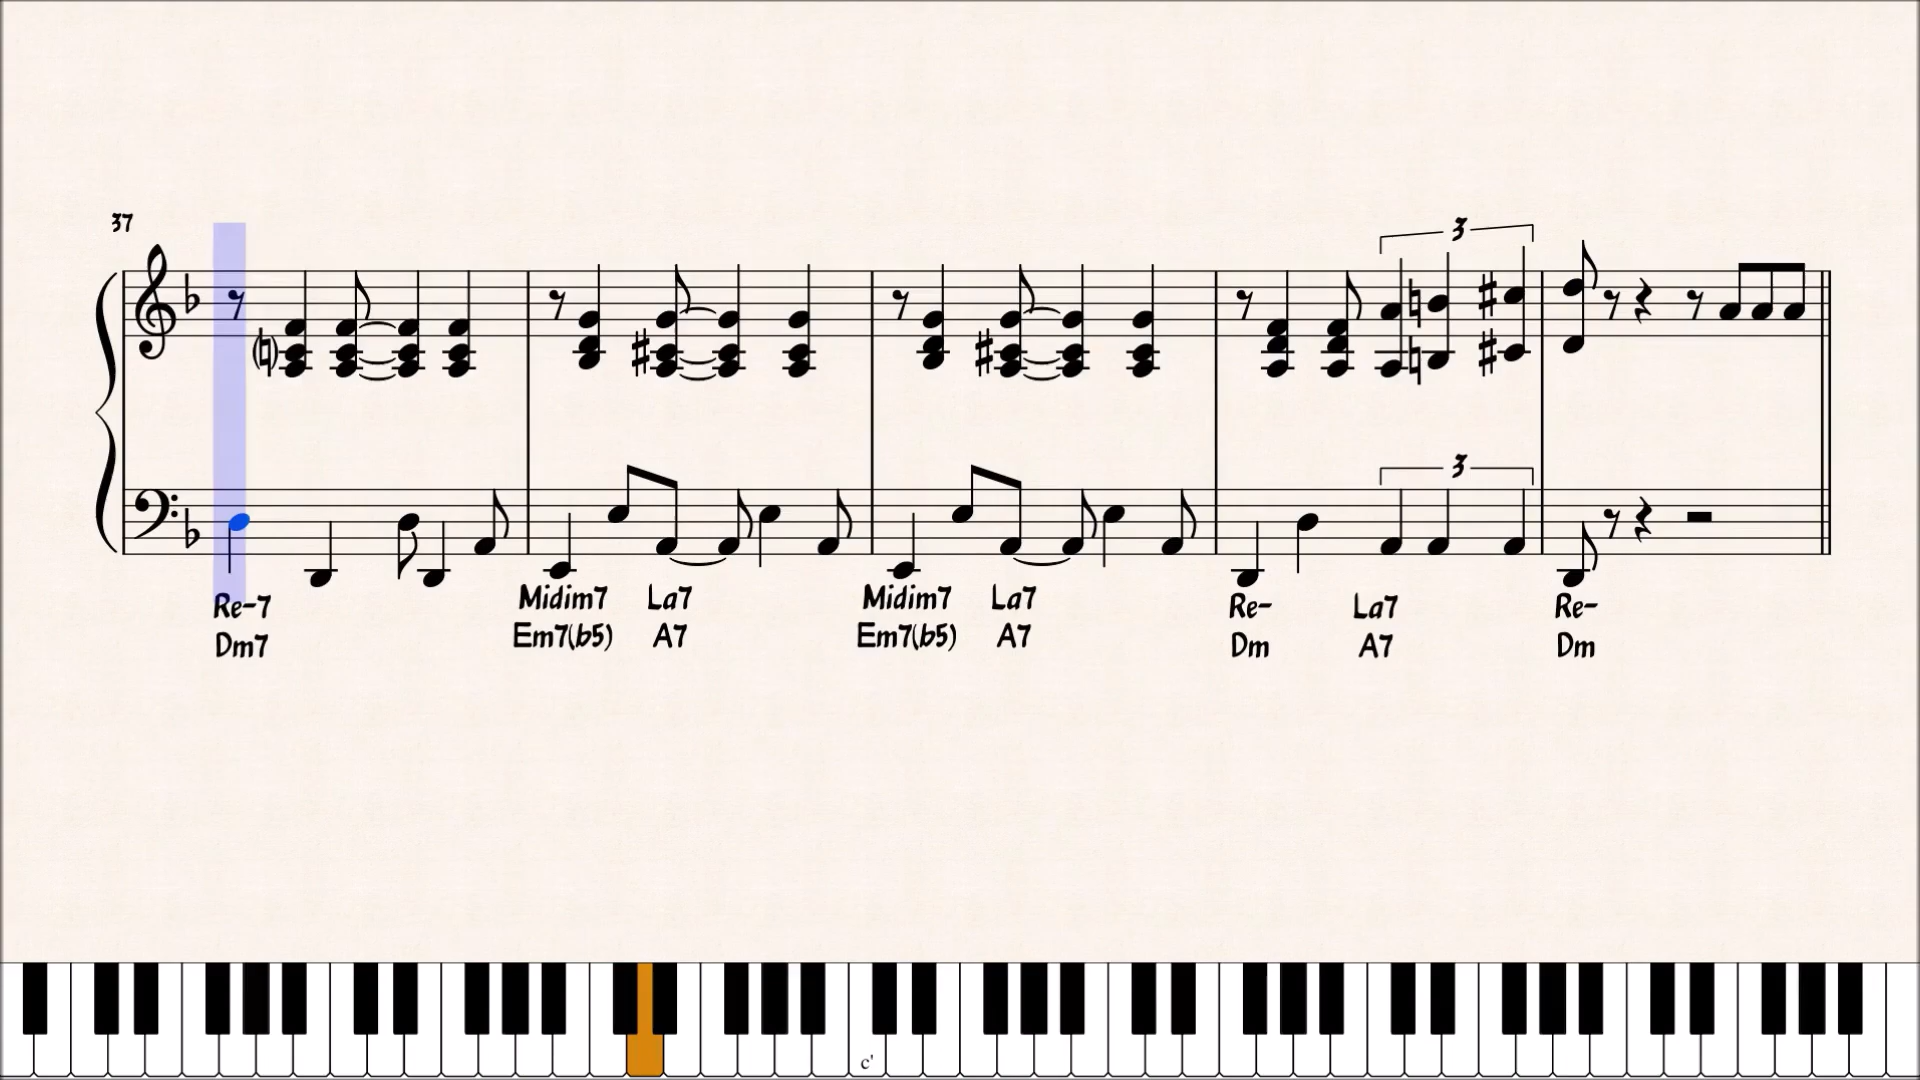 37
3
3
Re-7 Midim7 La7 Midim7 La7 Re- La7 Re-
Dm7 Em7(b5) A7 Em7(b5) A7 Dm A7 Dm
c'